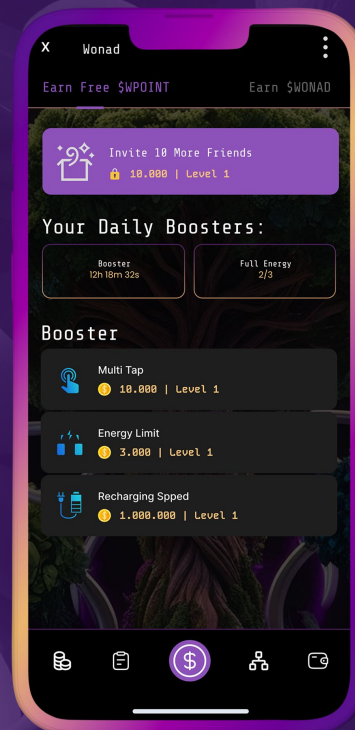 X Wonad
Earn Free $WPOINT Earn $WONAD
Invite 10 More Friends
10.000 | Level 1
Your Daily Boosters:
Booster
12h 18m 32s
Full Energy
2/3
Booster
Multi Tap
10.000 | Level 1
Energy Limit
3.000 | Level 1
Recharging Spped
1.000.000 | Level 1